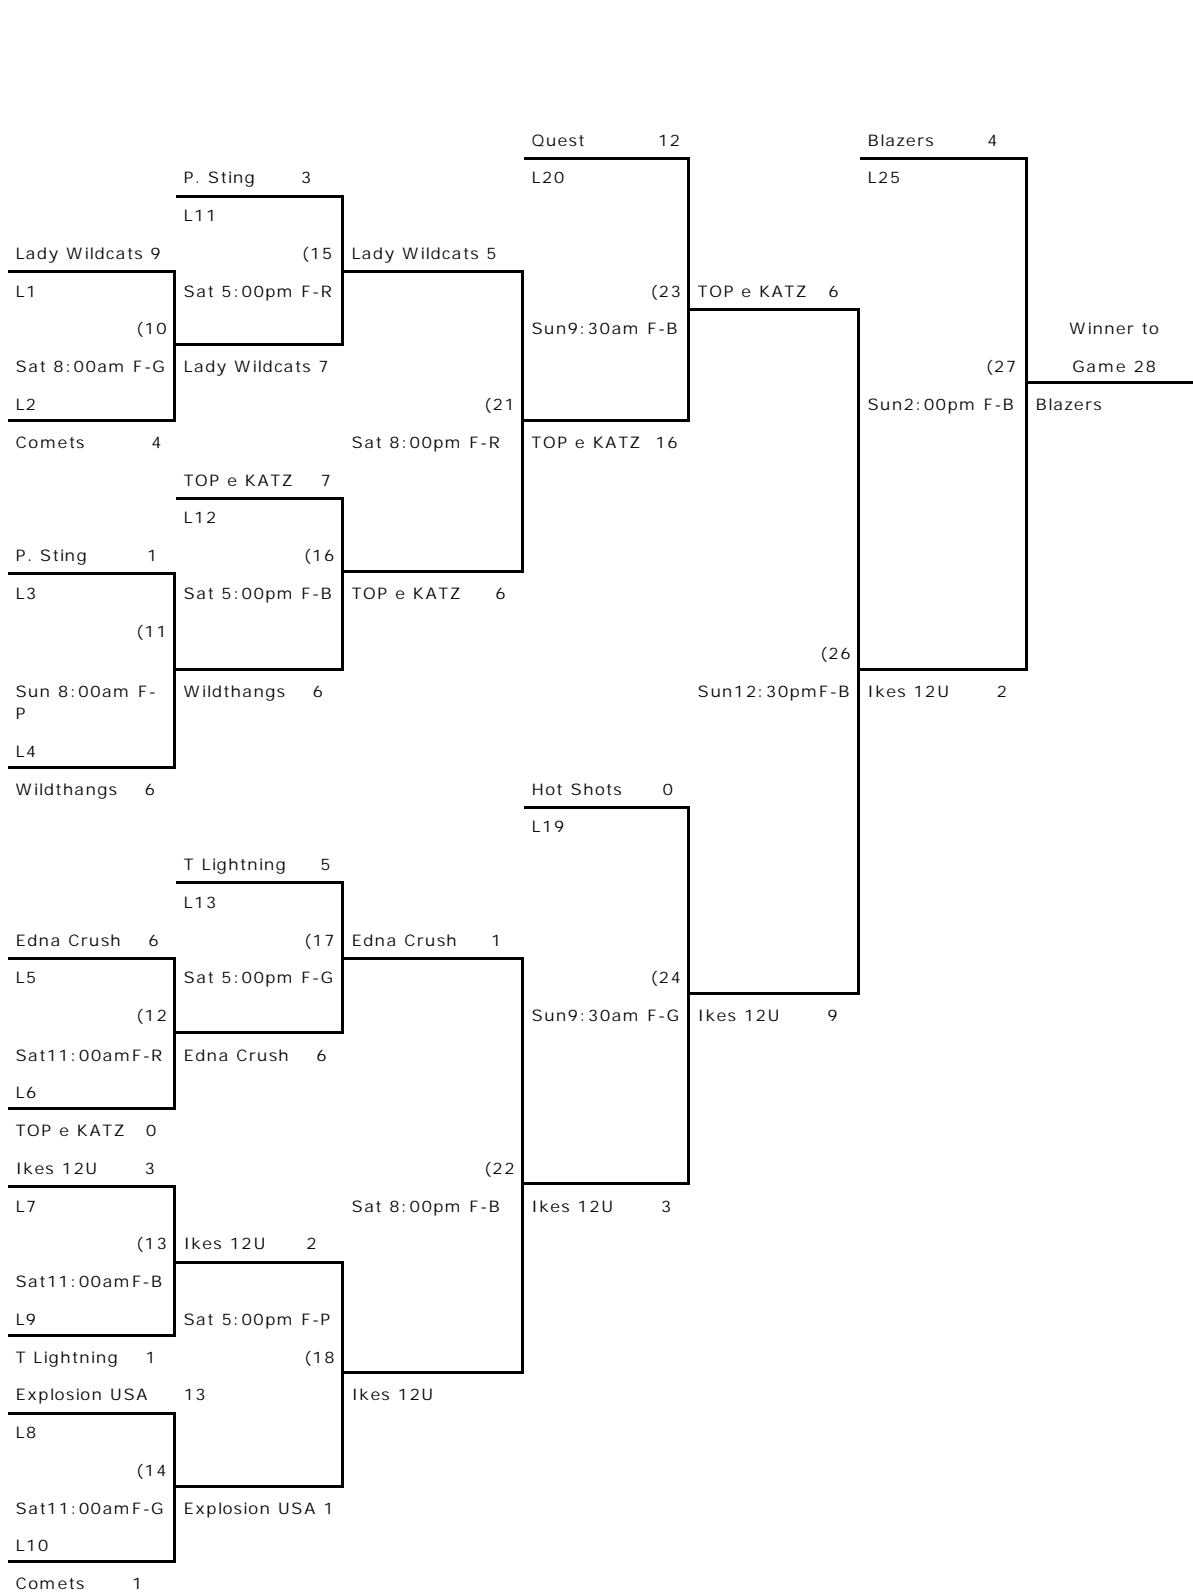 Quest 12
Blazers 4
P. Sting 3
L20
L25
L11
Lady Wildcats 9
(15
Lady Wildcats 5
L1
Sat 5:00pm F-R
(23
TOP e KATZ 6
(10
Sun9:30am F-B
Winner to
Sat 8:00am F-G
Lady Wildcats 7
(27
Game 28
L2
(21
Sun2:00pm F-B
Blazers
Comets 4
Sat 8:00pm F-R
TOP e KATZ 16
TOP e KATZ 7
L12
P. Sting 1
(16
L3
Sat 5:00pm F-B
TOP e KATZ 6
(11
(26
Sun 8:00am F-
P
Wildthangs 6
Sun12:30pmF-B
Ikes 12U 2
L4
Wildthangs 6
Hot Shots 0
L19
T Lightning 5
L13
Edna Crush 6
(17
Edna Crush 1
L5
Sat 5:00pm F-G
(24
(12
Sun9:30am F-G
Ikes 12U 9
Sat11:00amF-R
Edna Crush 6
L6
TOP e KATZ 0
Ikes 12U 3
(22
L7
Sat 8:00pm F-B
Ikes 12U 3
(13
Ikes 12U 2
Sat11:00amF-B
L9
Sat 5:00pm F-P
T Lightning 1
(18
Explosion USA 13
Ikes 12U
L8
(14
Sat11:00amF-G
Explosion USA 1
L10
Comets 1